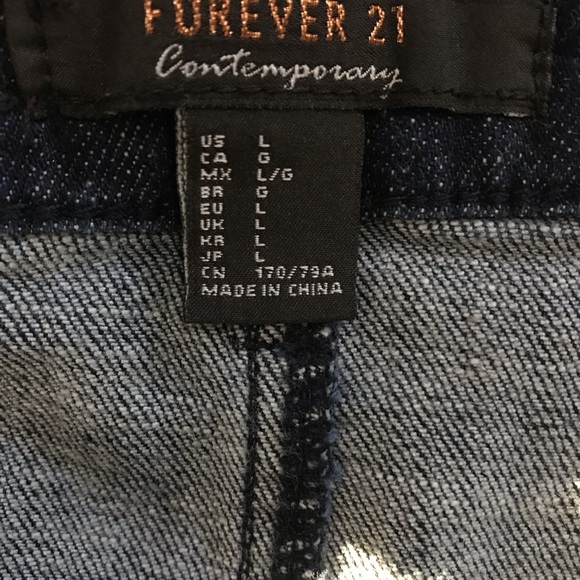 FOREVER 21
Contemporary
US L
CA G
MX L/G
BR G
EU L
UK L
KR L
JP L
CN 170/79A
MADE IN CHINA